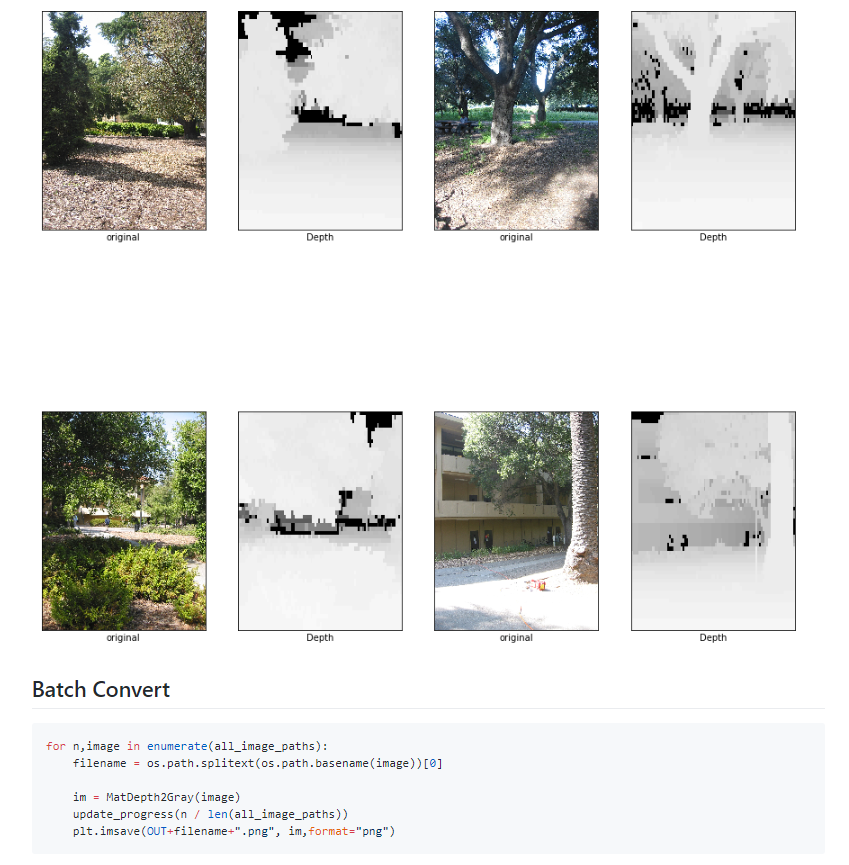 original Depth original Depth
original Depth original Depth
Batch Convert
for n,image in enumerate(all_image_paths):
    filename = os.path.splitext(os.path.basename(image))[0]
    im = MatDepth2Gray(image)
    update_progress(n / len(all_image_paths))
    plt.imsave(OUT+filename+".png", im,format="png")